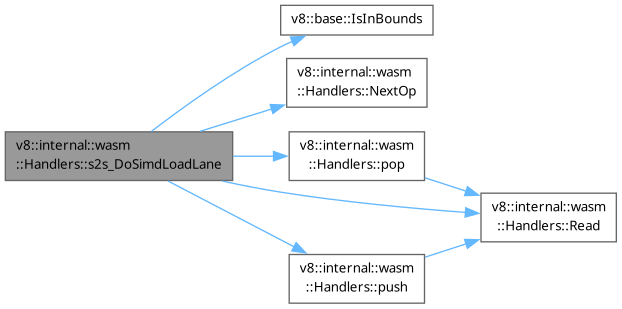 v8::base::IsInBounds
v8::internal::wasm
::Handlers::NextOp
v8::internal::wasm
::Handlers::s2s_DoSimdLoadLane
v8::internal::wasm
::Handlers::pop
v8::internal::wasm
::Handlers::Read
v8::internal::wasm
::Handlers::push